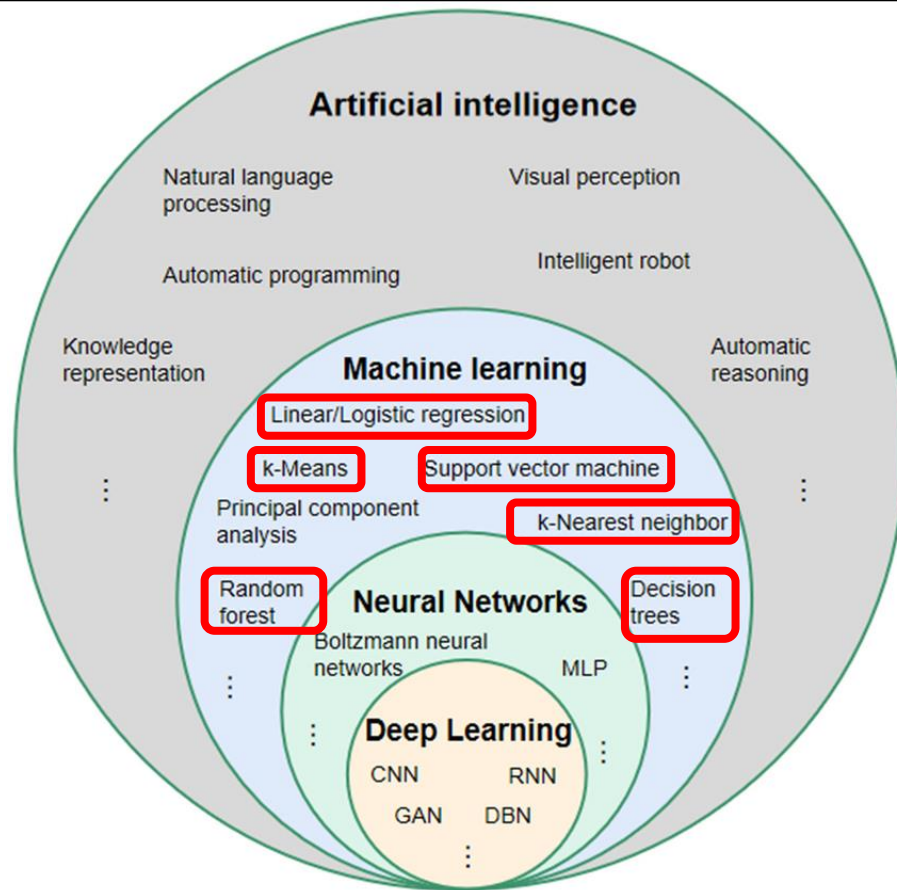 Artificial intelligence
Natural language
processing
Visual perception
Automatic programming
Intelligent robot
Knowledge
representation
Automatic
reasoning
Machine learning
Linear/Logistic regression
k-Means
Support vector machine
Principal component
analysis
k-Nearest neighbor
Random
forest
Decision
trees
Neural Networks
Boltzmann neural
networks
MLP
Deep Learning
CNN
RNN
GAN
DBN